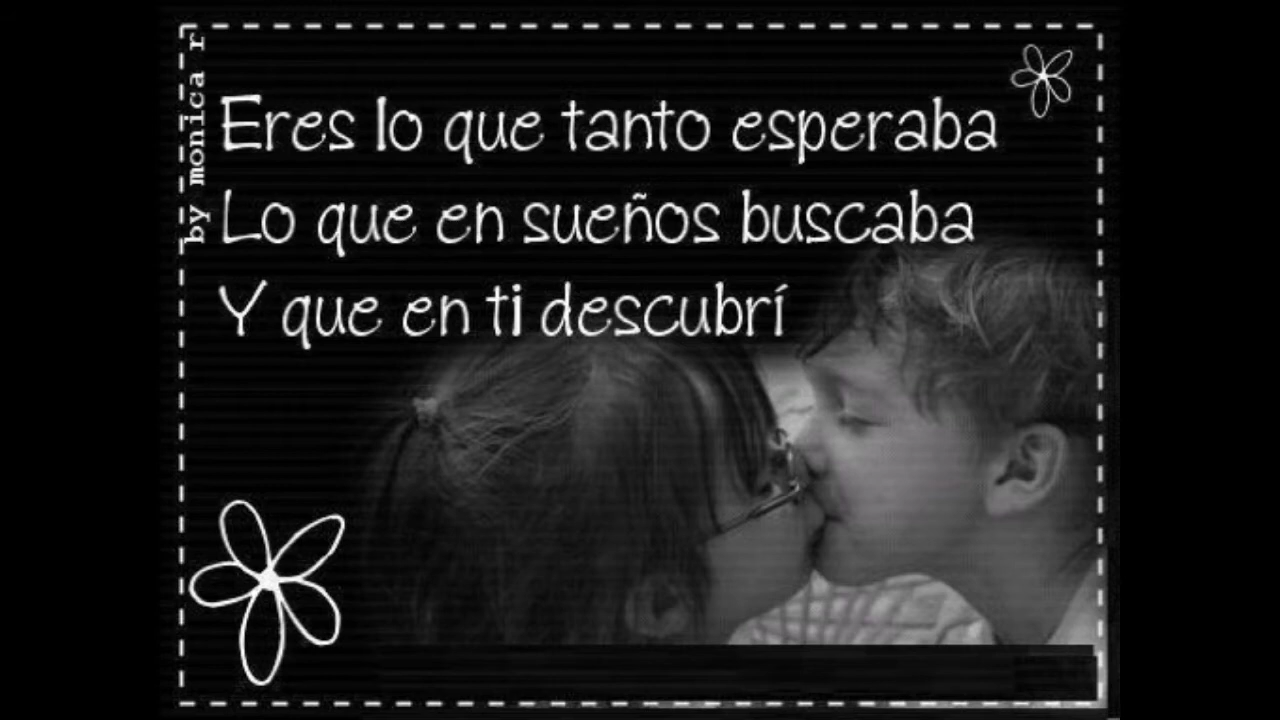 by monica r
Eres lo que tanto esperaba
Lo que en sueños buscaba
Y que en ti descubrí